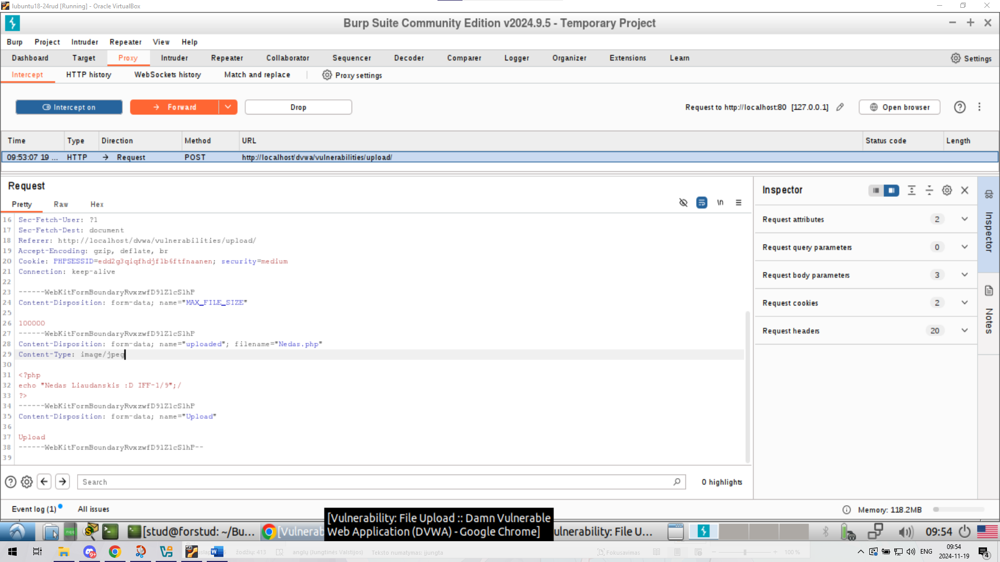 lubuntu18-24rud [Running] - Oracle VirtualBox
Burp Suite Community Edition v2024.9.5 - Temporary Project
Burp Project Intruder Repeater View Help
Dashboard Target Proxy Intruder Repeater Collaborator Sequencer Decoder Comparer Logger Organizer Extensions Learn Settings
Intercept HTTP history WebSockets history Match and replace Proxy settings
Intercept on Forward Drop Request to http://localhost:80 [127.0.0.1] Open browser
Time Type Direction Method URL Status code Length
09:53:07 19 ... HTTP → Request POST http://localhost/dvwa/vulnerabilities/upload/
Request
Pretty Raw Hex \n
16 Sec-Fetch-User: ?1
17 Sec-Fetch-Dest: document
18 Referer: http://localhost/dvwa/vulnerabilities/upload/
19 Accept-Encoding: gzip, deflate, br
20 Cookie: PHPSESSID=edd2g3qiqfhdjflb6ftfnaanen; security=medium
21 Connection: keep-alive
22
23 ------WebKitFormBoundaryRvxzwfD9lZlcSlhP
24 Content-Disposition: form-data; name="MAX_FILE_SIZE"
25
26 100000
27 ------WebKitFormBoundaryRvxzwfD9lZlcSlhP
28 Content-Disposition: form-data; name="uploaded"; filename="Nedas.php"
29 Content-Type: image/jpeg
30
31 <?php
32 echo "Nedas Liaudanskis :D IFF-1/9";/
33 ?>
34 ------WebKitFormBoundaryRvxzwfD9lZlcSlhP
35 Content-Disposition: form-data; name="Upload"
36
37 Upload
38 ------WebKitFormBoundaryRvxzwfD9lZlcSlhP--
39
Search 0 highlights
Inspector
Request attributes 2
Request query parameters 0
Request body parameters 3
Request cookies 2
Request headers 20
Inspector
Notes
Event log (1) All issues Memory: 118.2MB
[Vulnerability: File Upload :: Damn Vulnerable
Web Application (DVWA) - Google Chrome]
[stud@forstud: ~/Bu... [Vulnerab ulnerability: File U... 09:54
žodžių: 413 anglų (Jungtinės Valstijos) Teksto numatymas: įjungta Fokusavimas 100 %
ENG 09:54
2024-11-19
4